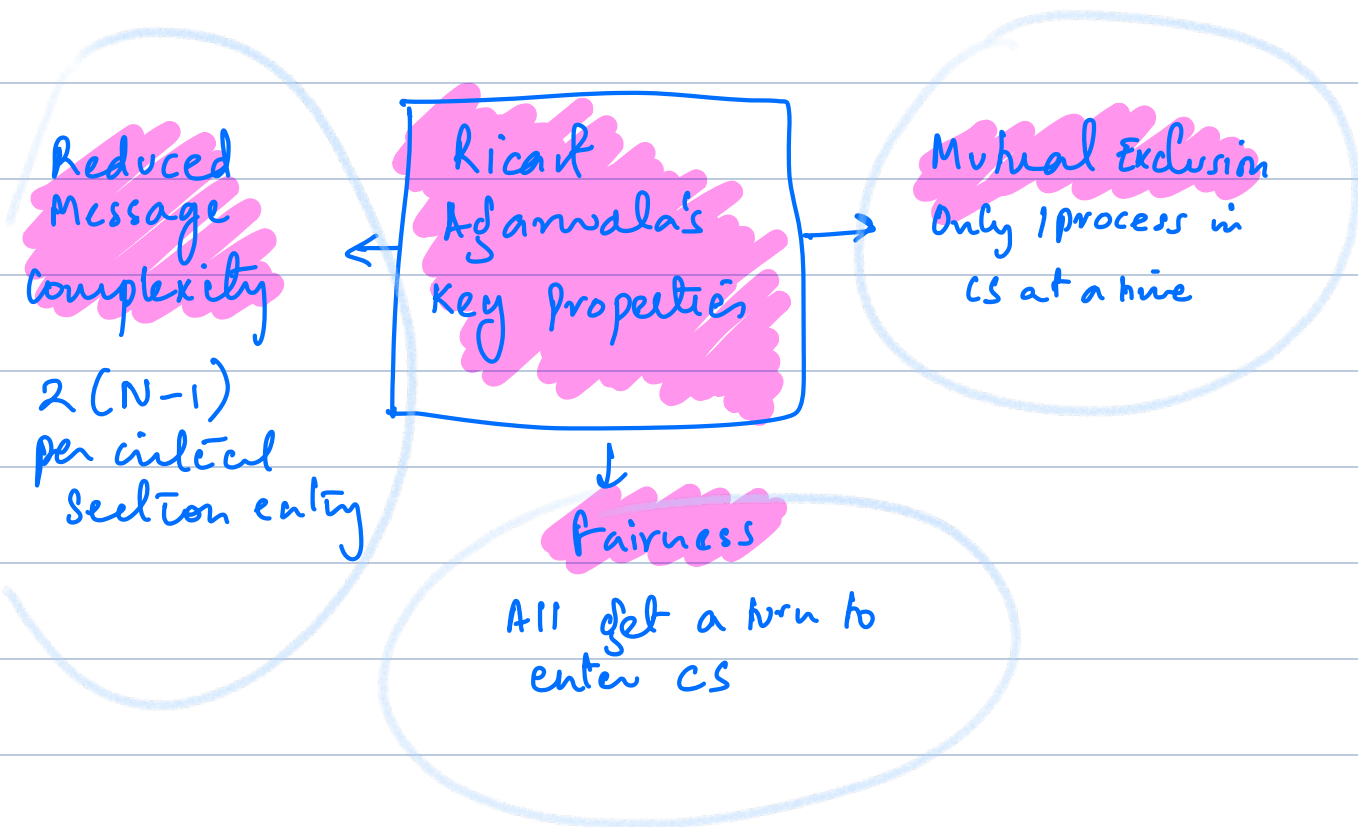 Ricart
Agarwala's
Key Properties
Reduced
Message
Complexity
2 (N-1)
per critical
section entry
Mutual Exclusion
Only 1 process in
CS at a time
Fairness
All get a turn to
enter CS